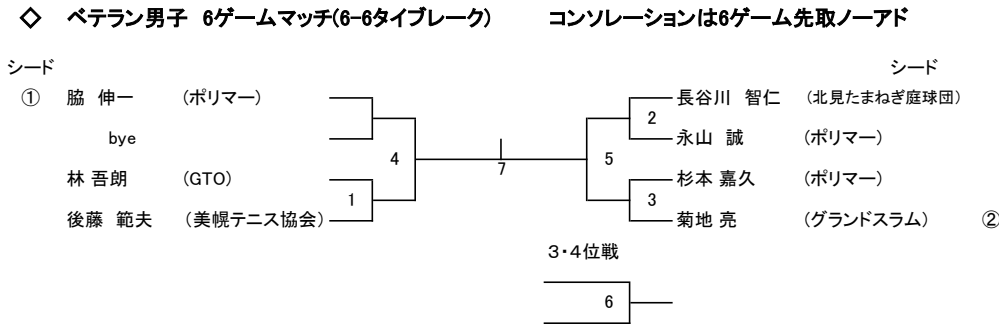 ◇ ベテラン男子 6ゲームマッチ(6-6タイブレーク) コンソレーションは6ゲーム先取ノーアド
シード シード
① 脇 伸一 (ポリマー) 長谷川 智仁 (北見たまねぎ庭球団)
2
bye 永山 誠 (ポリマー)
4 7 5
林 吾朗 (GTO) 杉本 嘉久 (ポリマー)
1 3
後藤 範夫 (美幌テニス協会) 菊地 亮 (グランドスラム) ②
3・4位戦
6